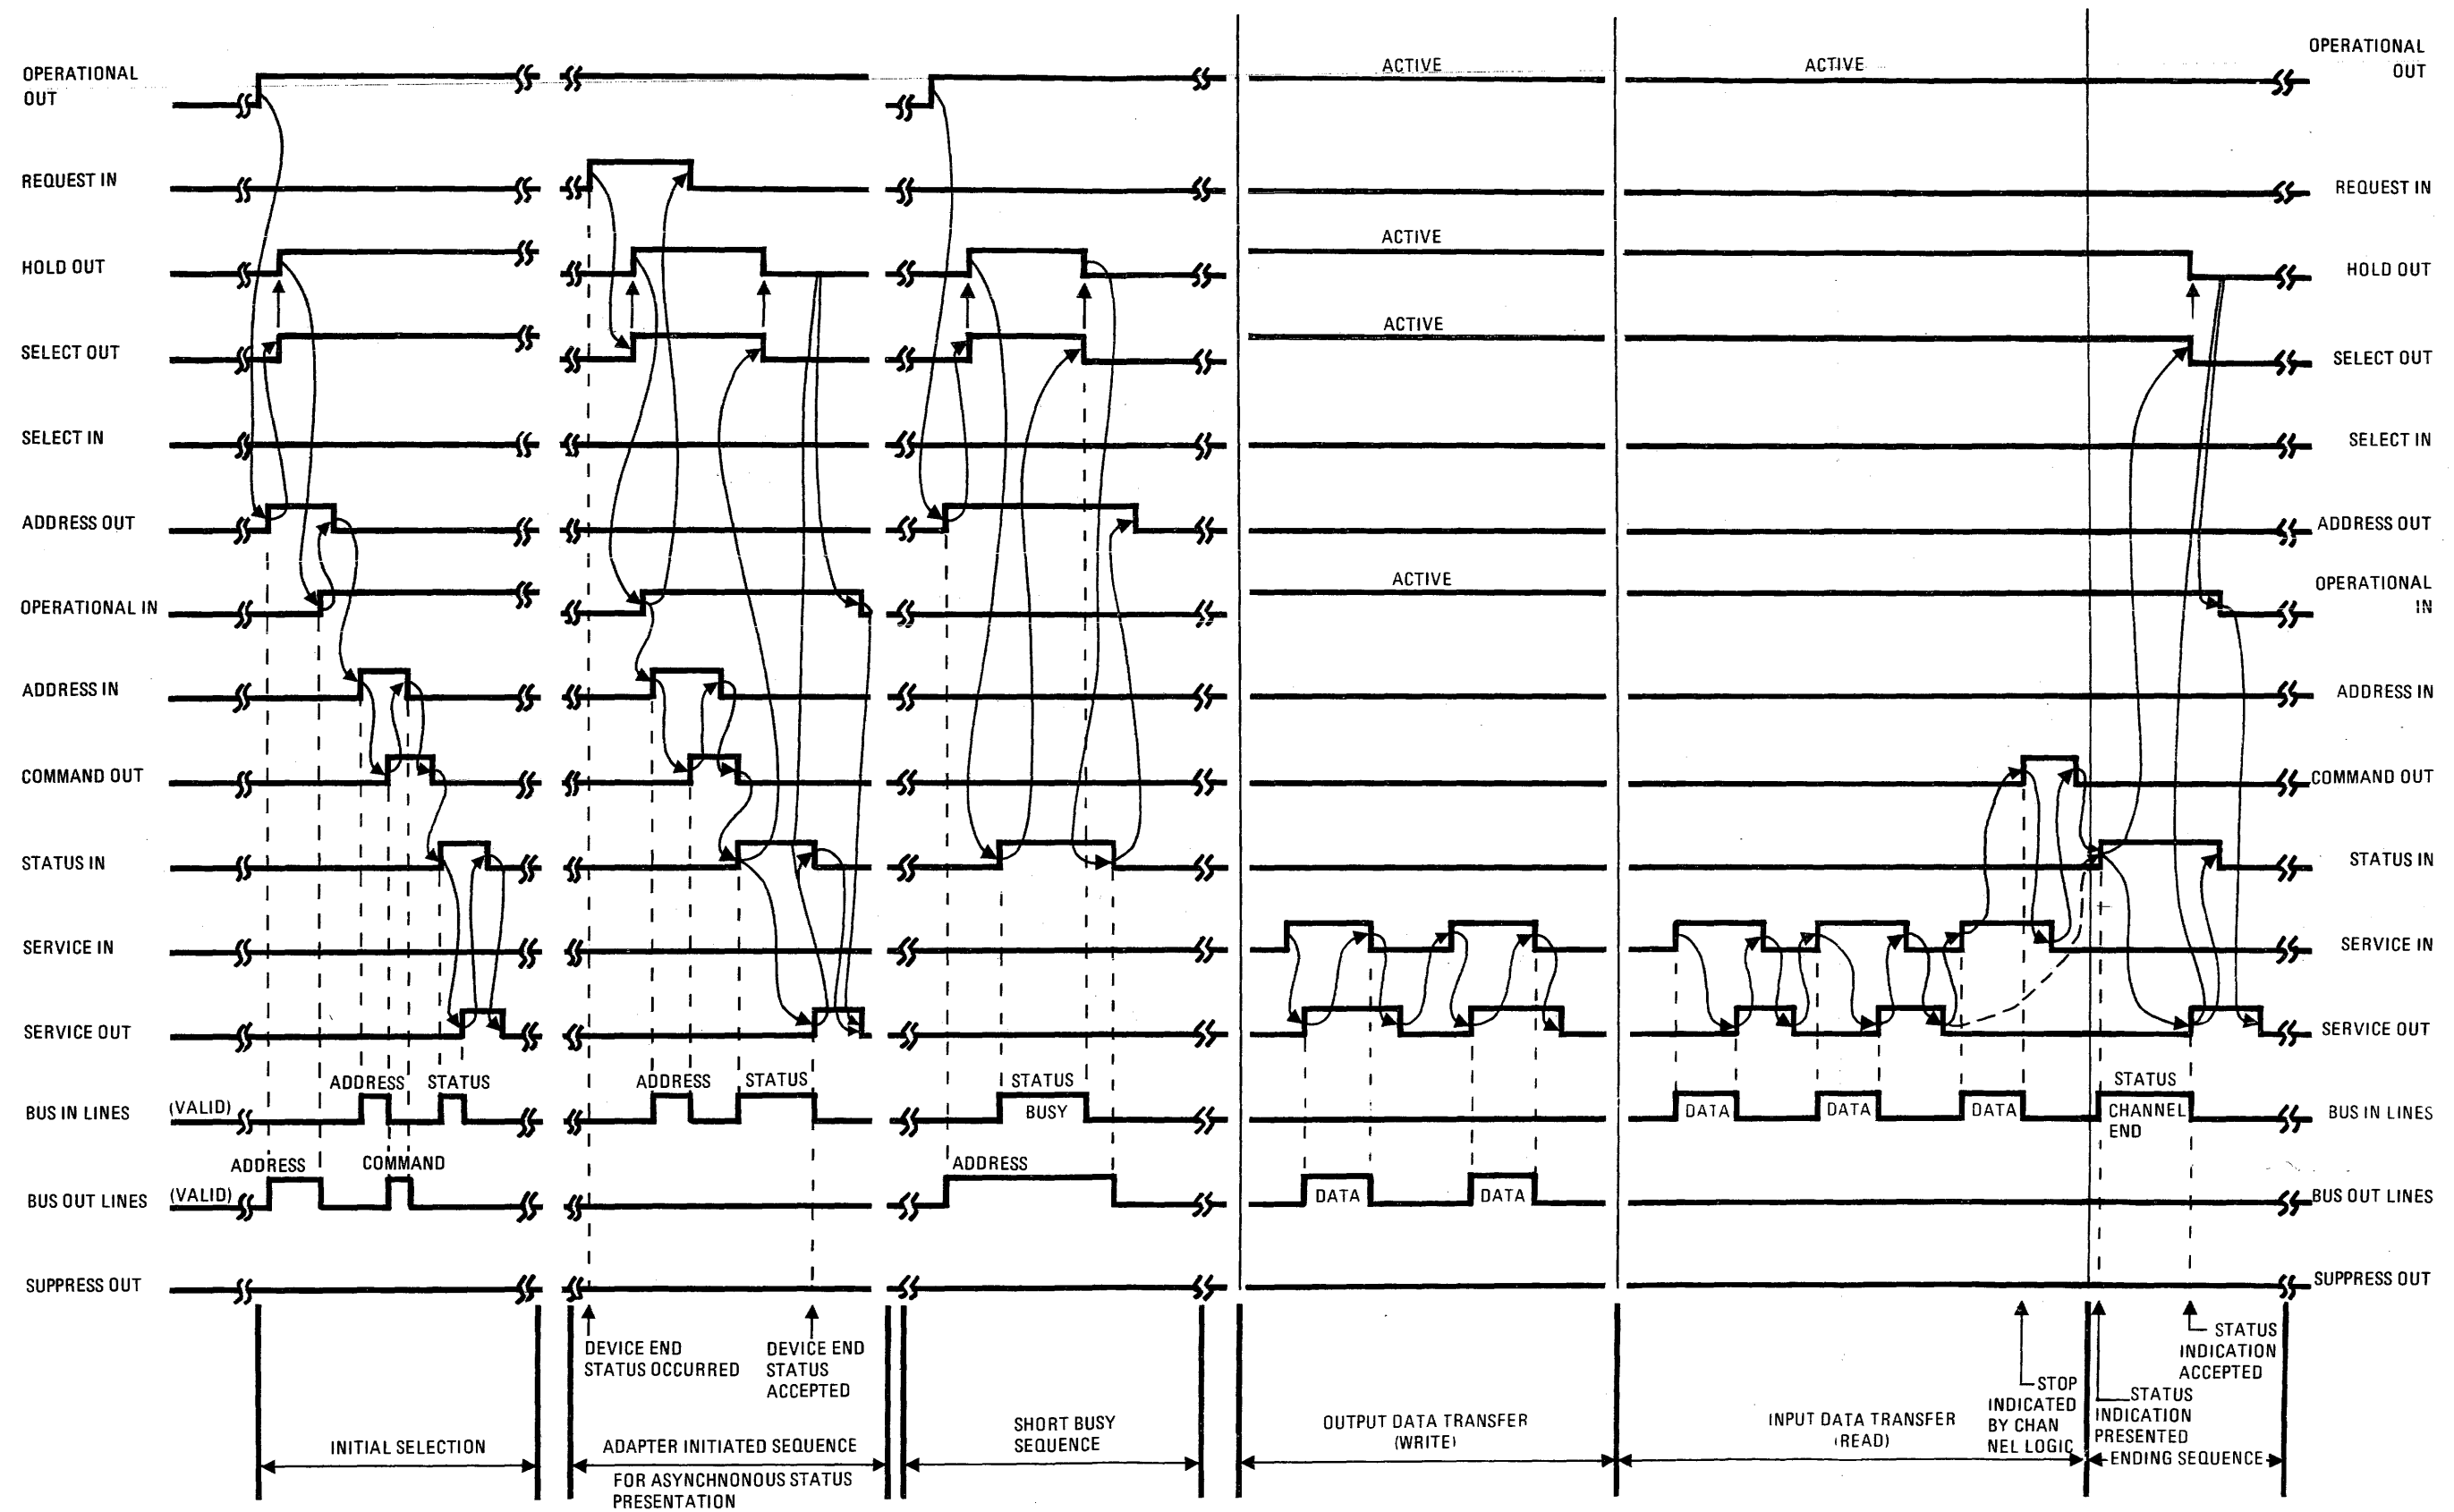 OPERATIONAL
OUT
ACTIVE
ACTIVE
OPERATIONAL
OUT
REQUEST IN
REQUEST IN
HOLD OUT
ACTIVE
HOLD OUT
SELECT OUT
ACTIVE
SELECT OUT
SELECT IN
SELECT IN
ADDRESS OUT
ADDRESS OUT
OPERATIONAL IN
ACTIVE
OPERATIONAL
IN
ADDRESS IN
ADDRESS IN
COMMAND OUT
COMMAND OUT
STATUS IN
STATUS IN
SERVICE IN
SERVICE IN
SERVICE OUT
SERVICE OUT
ADDRESS STATUS
ADDRESS STATUS
STATUS
STATUS
BUS IN LINES (VALID)
BUSY
DATA DATA DATA
CHANNEL
END
BUS IN LINES
ADDRESS COMMAND
ADDRESS
BUS OUT LINES (VALID)
DATA DATA
BUS OUT LINES
SUPPRESS OUT
SUPPRESS OUT
DEVICE END
STATUS OCCURRED
DEVICE END
STATUS
ACCEPTED
STOP
INDICATED
BY CHAN
NEL LOGIC
STATUS
INDICATION
PRESENTED
STATUS
INDICATION
ACCEPTED
INITIAL SELECTION
ADAPTER INITIATED SEQUENCE
FOR ASYNCHNONOUS STATUS
PRESENTATION
SHORT BUSY
SEQUENCE
OUTPUT DATA TRANSFER
(WRITE)
INPUT DATA TRANSFER
(READ)
ENDING SEQUENCE